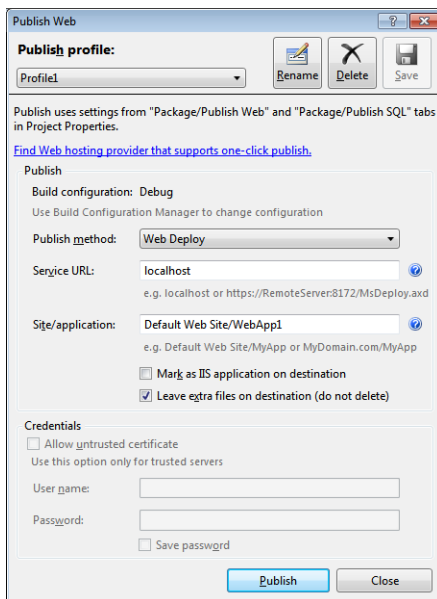 Publish Web
Publish profile:
Profile1
Rename
Delete
Save
Publish uses settings from "Package/Publish Web" and "Package/Publish SQL" tabs
in Project Properties.
Find Web hosting provider that supports one-click publish.
Publish
Build configuration: Debug
Use Build Configuration Manager to change configuration
Publish method: Web Deploy
Service URL: localhost
e.g. localhost or https://RemoteServer:8172/MsDeploy.axd
Site/application: Default Web Site/WebApp1
e.g. Default Web Site/MyApp or MyDomain.com/MyApp
Mark as IIS application on destination
Leave extra files on destination (do not delete)
Credentials
Allow untrusted certificate
Use this option only for trusted servers
User name:
Password:
Save password
Publish Close